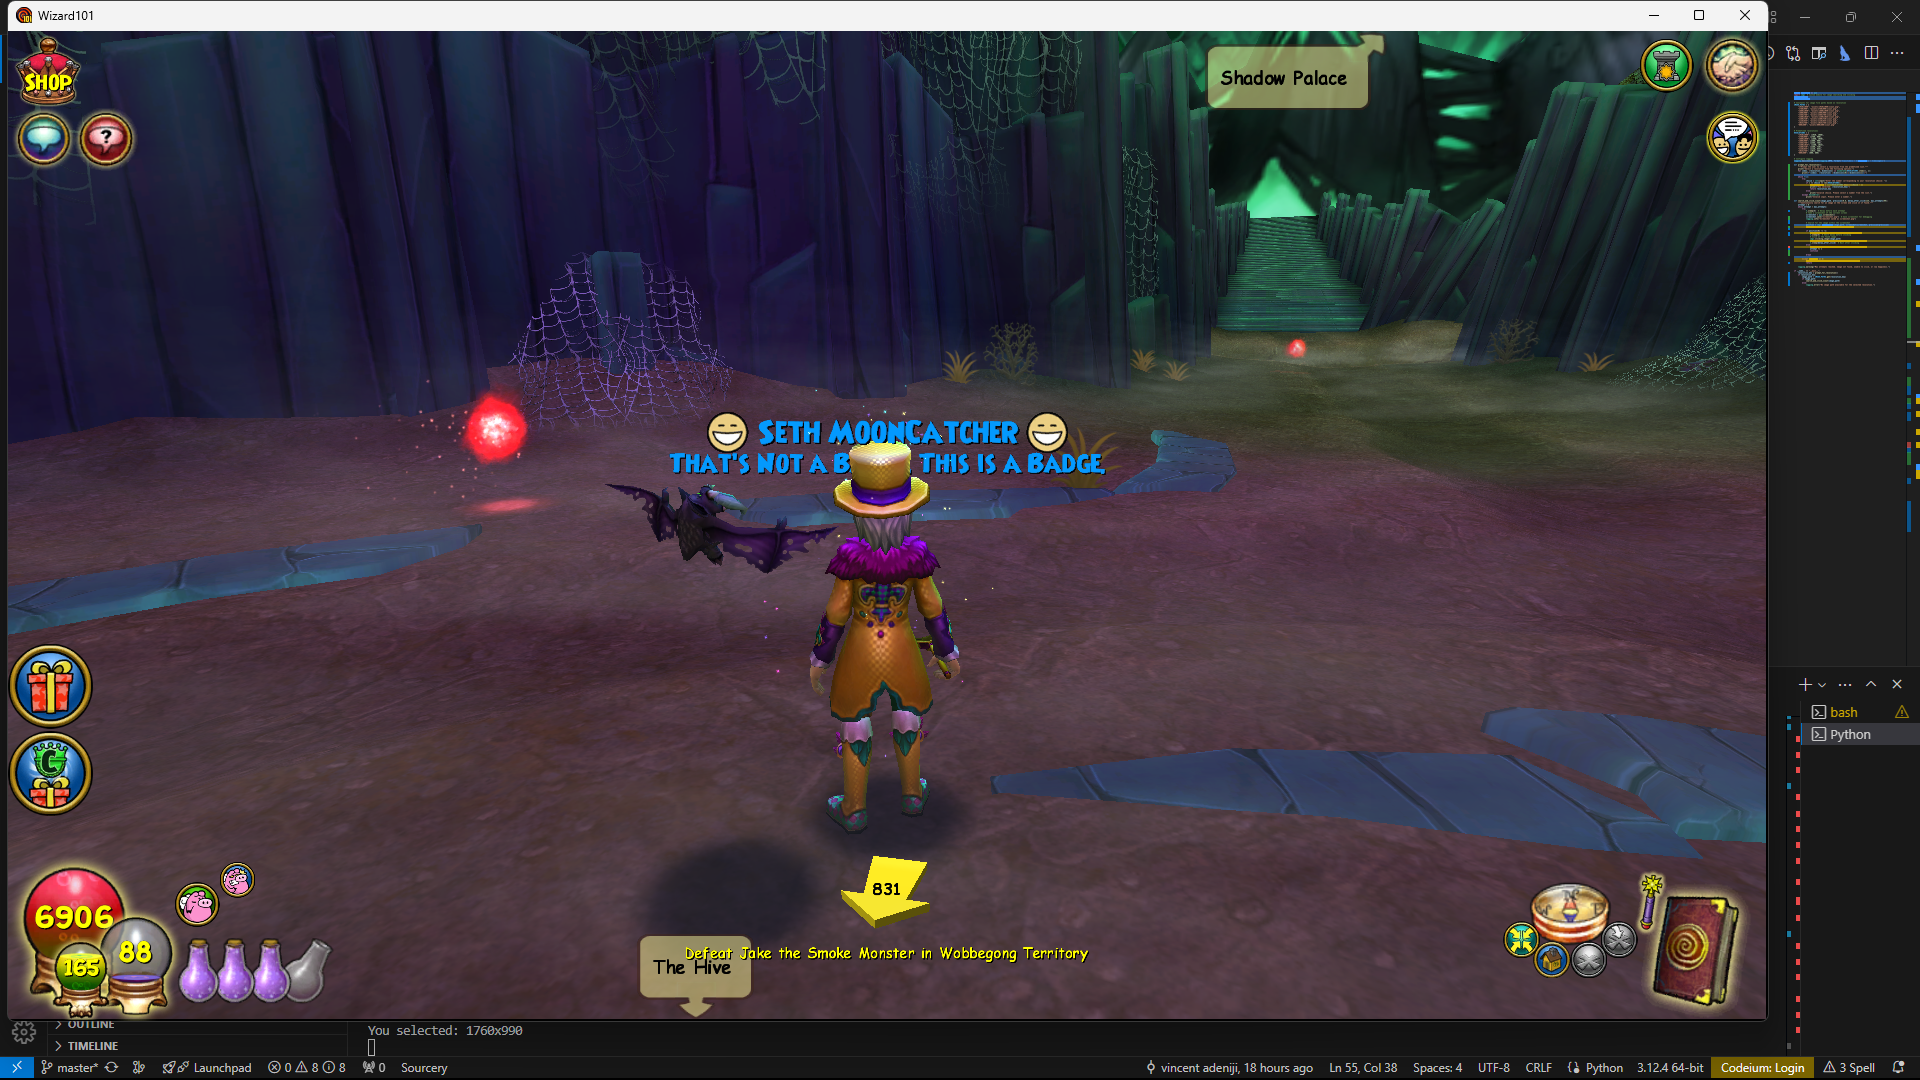 Wizard101
SHOP
Shadow Palace
SETH MOONCATCHER
THAT'S NOT A B THIS IS A BADGE.
831
Defeat Jake the Smoke Monster in Wobbegong Territory
The Hive
6906
88
165
C
N
W
E
bash
Python
OUTLINE
TIMELINE
You selected: 1760x990
master*
Launchpad
0 8 8
0
Sourcery
vincent adeniji, 18 hours ago
Ln 55, Col 38
Spaces: 4
UTF-8
CRLF
Python
3.12.4 64-bit
Codeium: Login
3 Spell